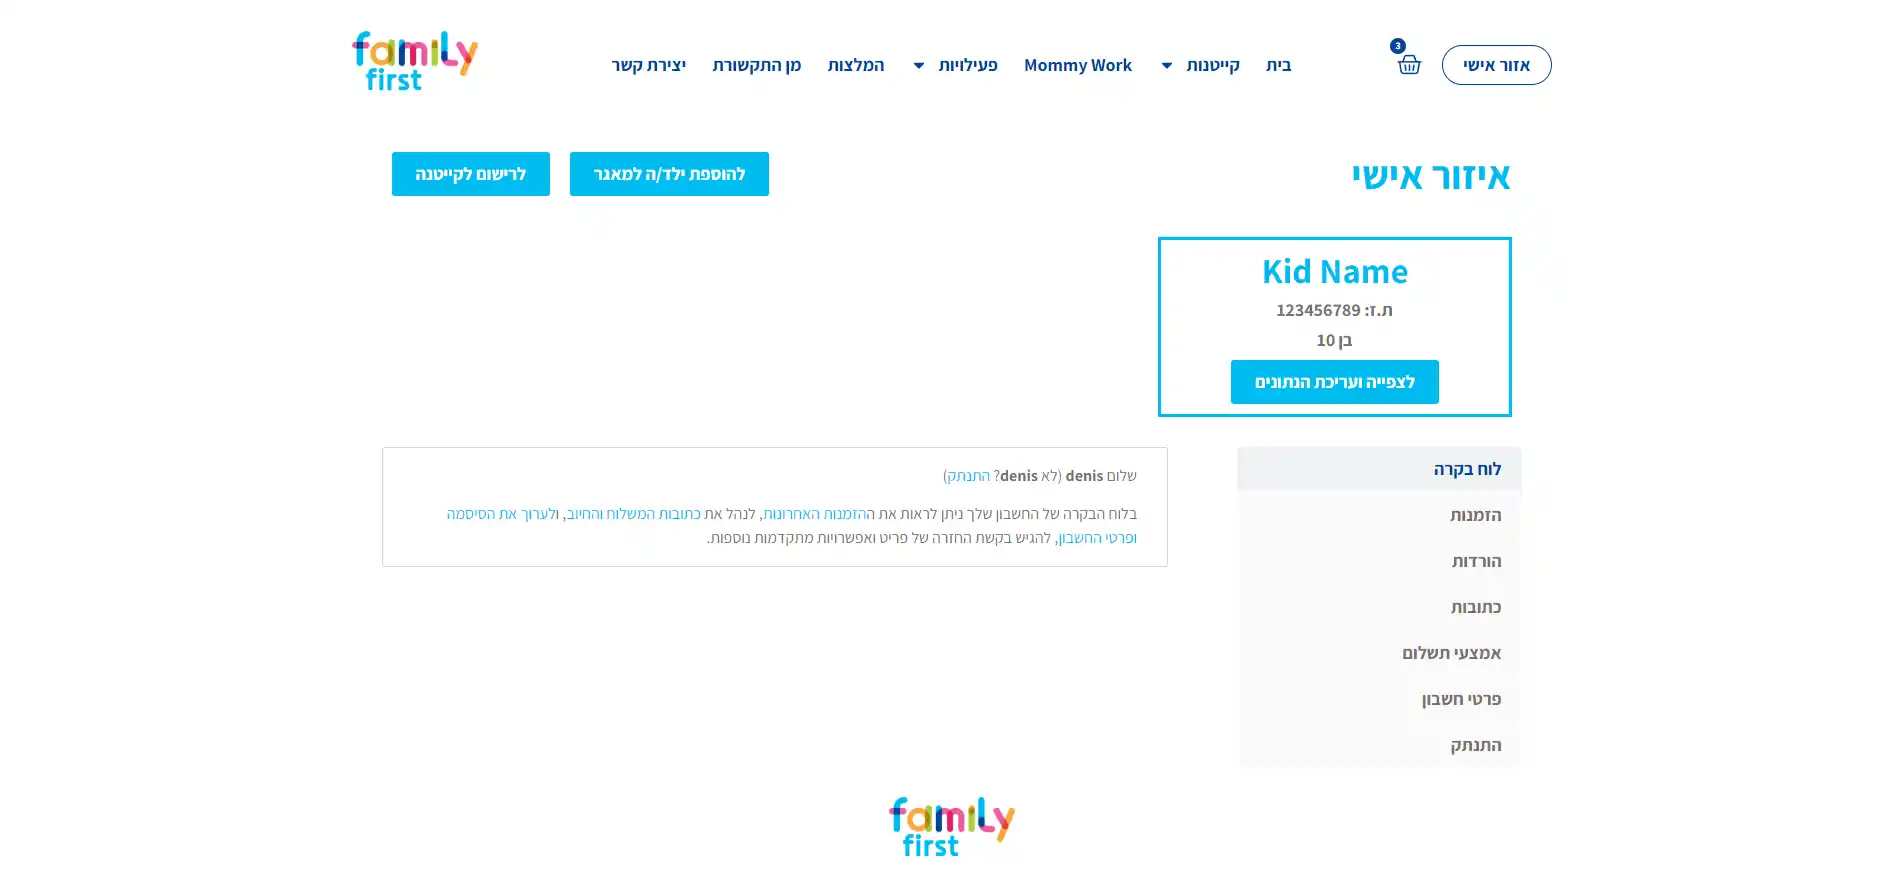 אזור אישי
3
בית
קייטנות
Mommy Work
פעילויות
המלצות
מן התקשורת
יצירת קשר
family
first
איזור אישי
להוספת ילד/ה למאגר
לרישום לקייטנה
Kid Name
ת.ז: 123456789
בן 10
לצפייה ועריכת הנתונים
לוח בקרה
הזמנות
הורדות
כתובות
אמצעי תשלום
פרטי חשבון
התנתק
שלום denis (לא denis? התנתק)
בלוח הבקרה של החשבון שלך ניתן לראות את ההזמנות האחרונות, לנהל את כתובות המשלוח והחיוב, ולערוך את הסיסמה
ופרטי החשבון, להגיש בקשת החזרה של פריט ואפשרויות מתקדמות נוספות.
family
first